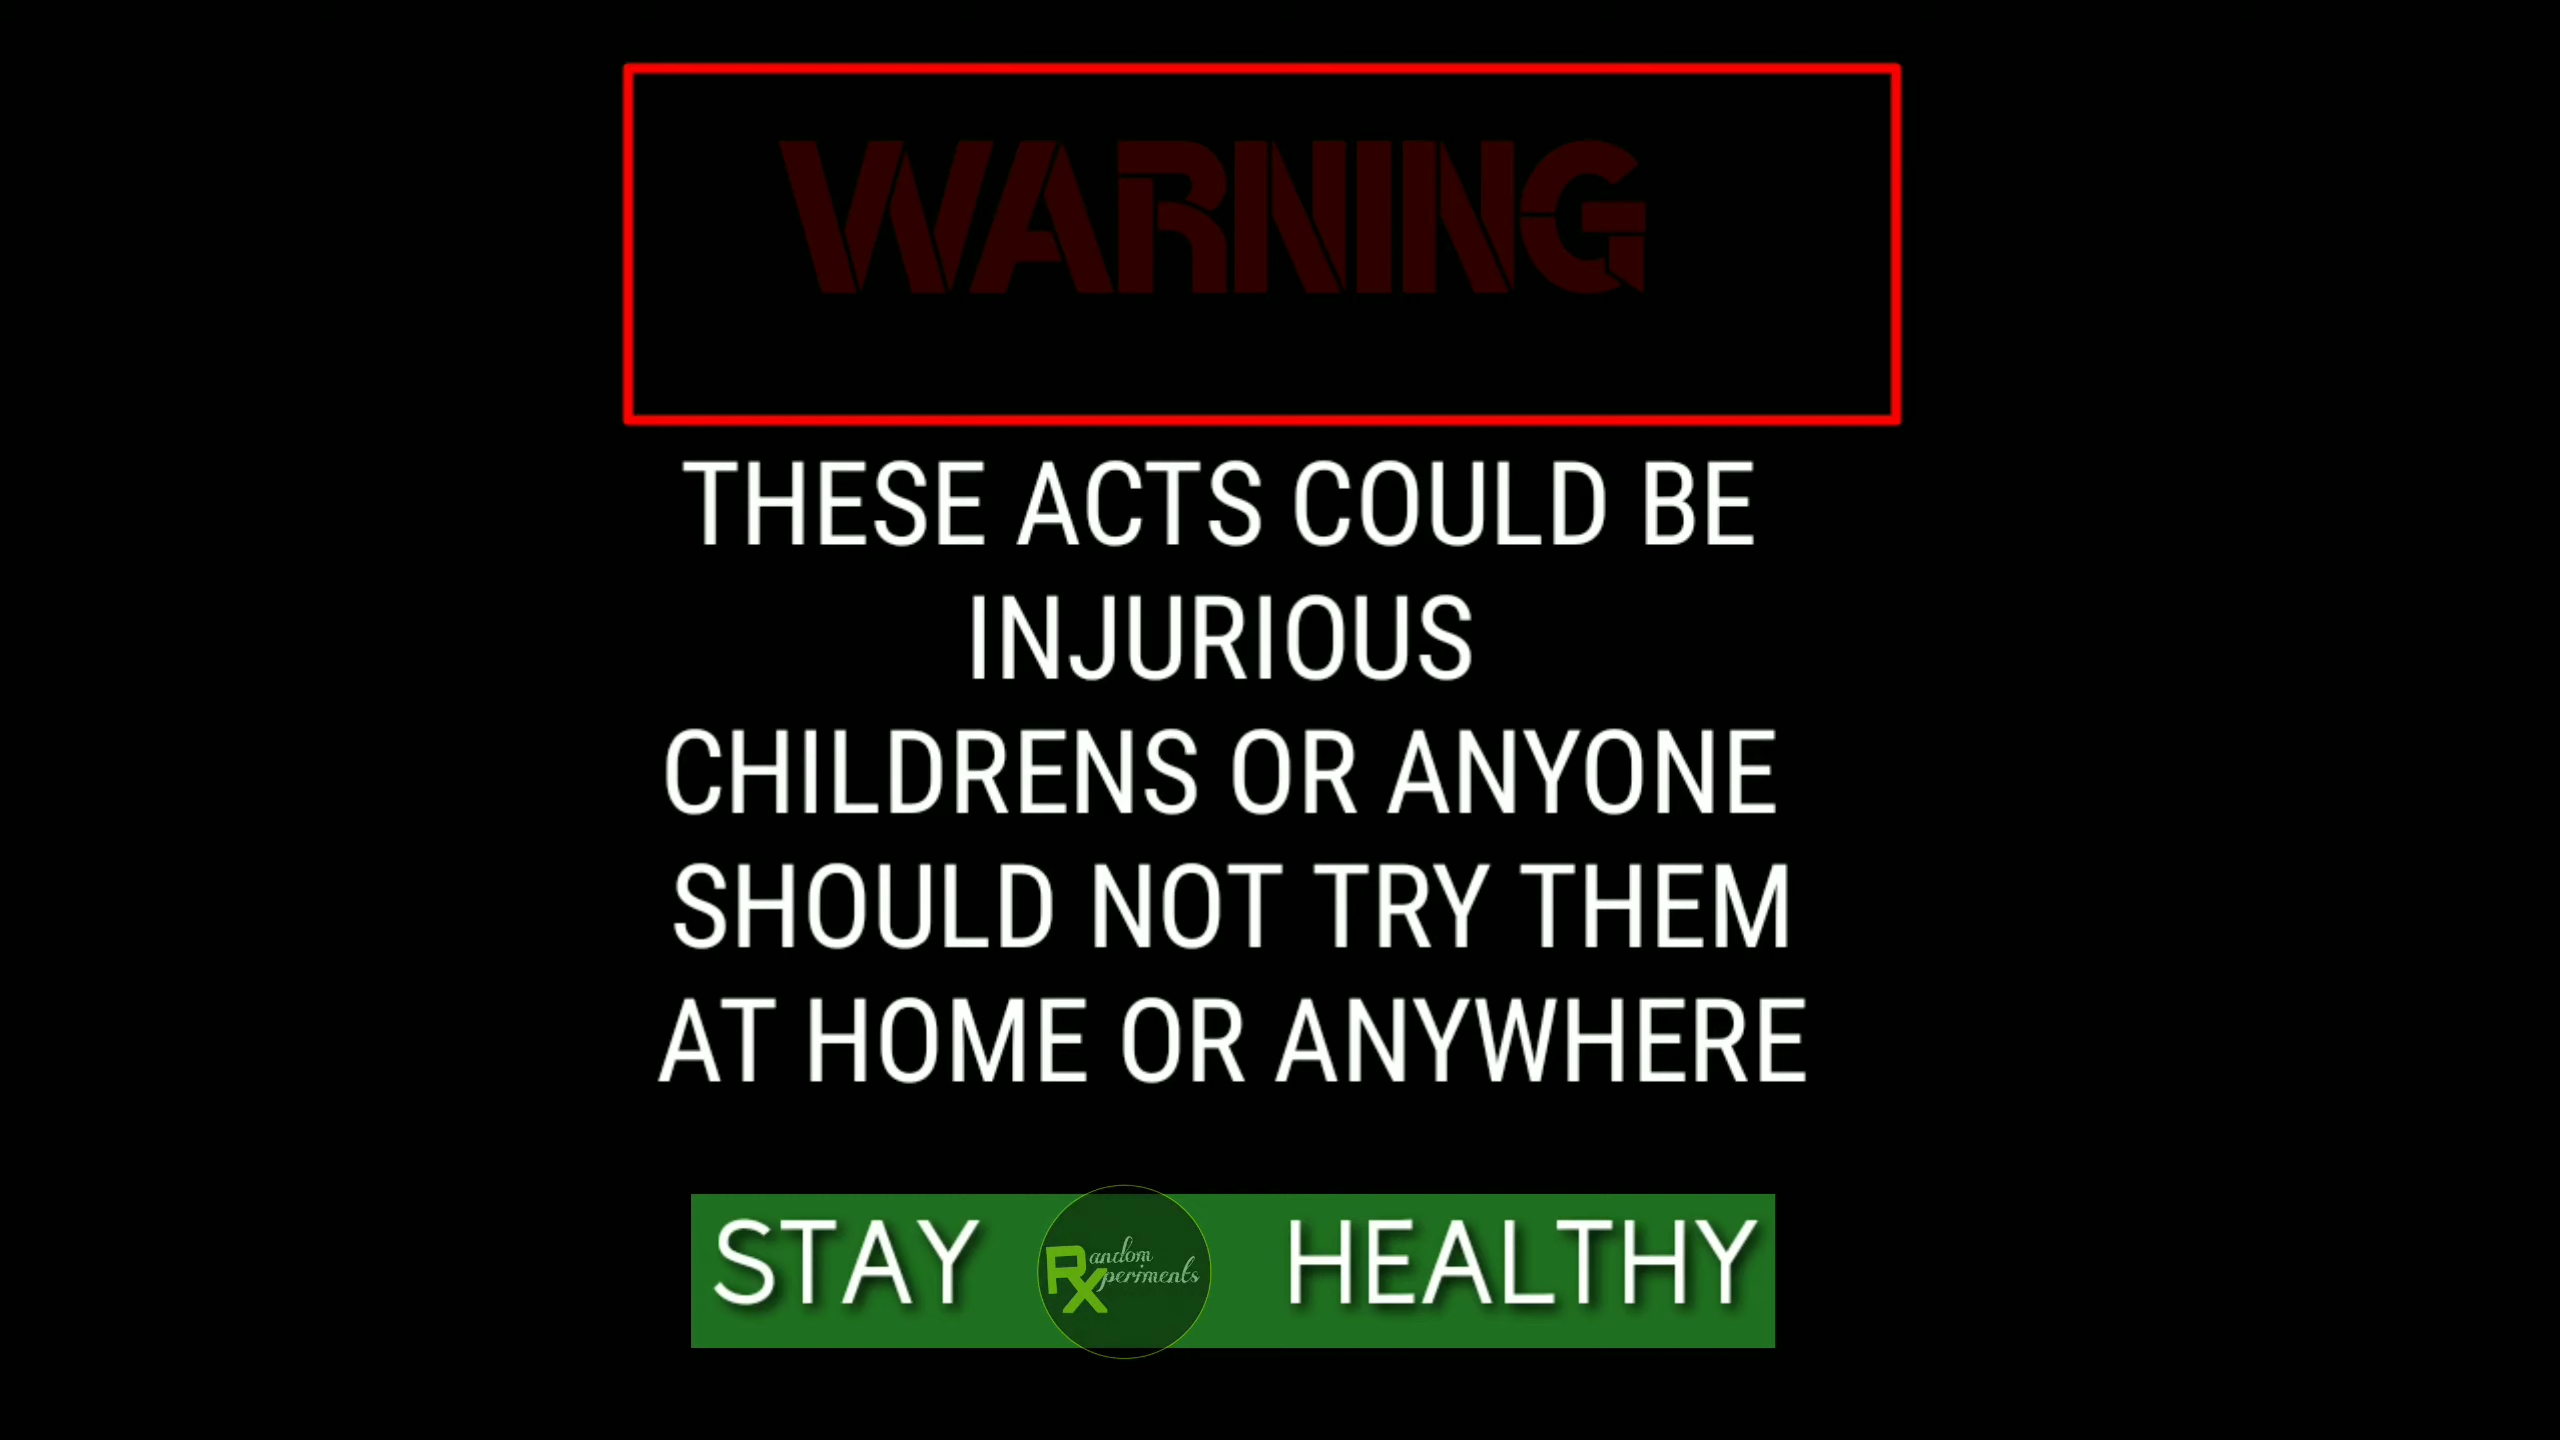 WARNING
THESE ACTS COULD BE
INJURIOUS
CHILDRENS OR ANYONE
SHOULD NOT TRY THEM
AT HOME OR ANYWHERE
STAY HEALTHY
Random
Xperiments